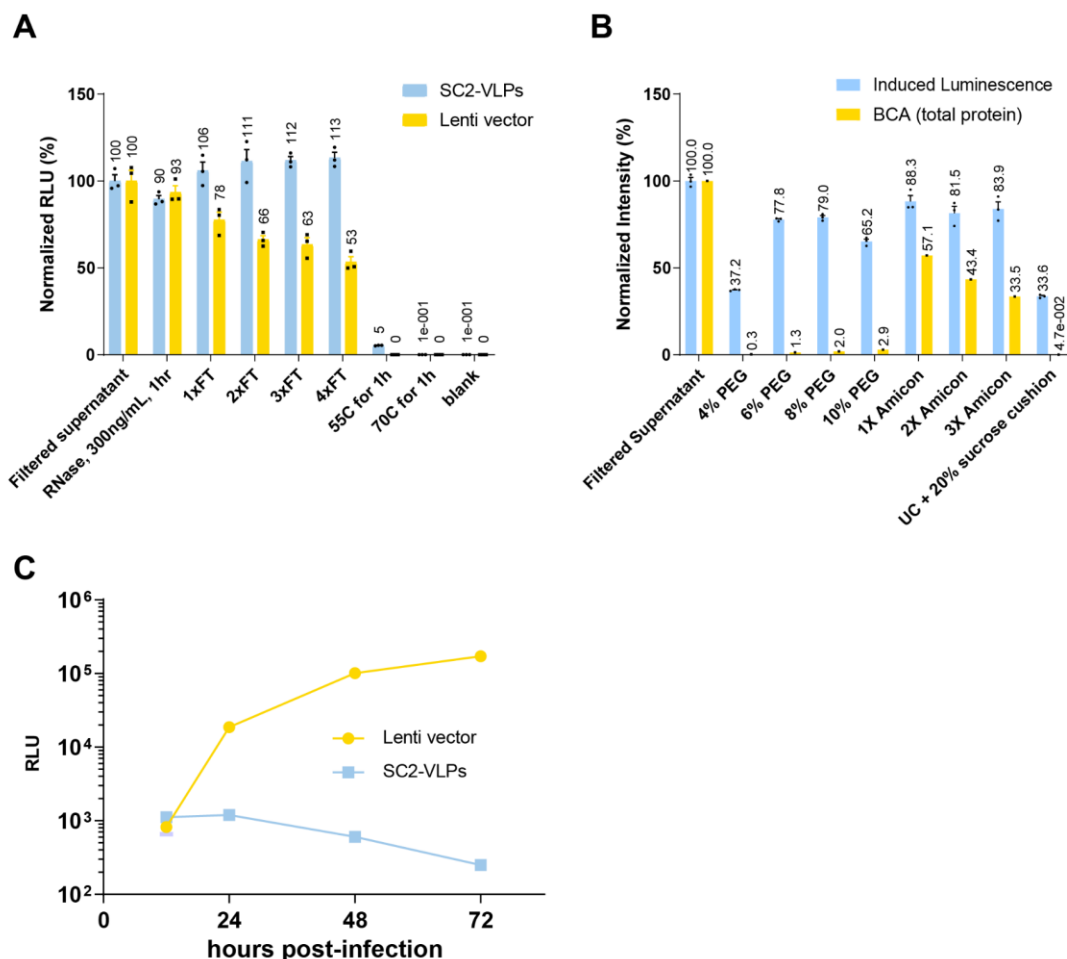 A
SC2-VLPs
Lenti vector
Normalized RLU (%)
150
100
50
0
100
100
90
93
106
78
111
66
112
63
113
53
5
0
1e-001
0
1e-001
0
Filtered supernatant
RNase, 300ng/mL, 1hr
1xFT
2xFT
3xFT
4xFT
55C for 1h
70C for 1h
blank
B
Induced Luminescence
BCA (total protein)
Normalized Intensity (%)
150
100
50
0
100.0
100.0
37.2
0.3
77.8
1.3
79.0
2.0
65.2
2.9
88.3
57.1
81.5
43.4
83.9
33.5
33.6
4.7e-002
Filtered Supernatant
4% PEG
6% PEG
8% PEG
10% PEG
1X Amicon
2X Amicon
3X Amicon
UC + 20% sucrose cushion
C
RLU
10⁶
10⁵
10⁴
10³
10²
Lenti vector
SC2-VLPs
0
24
48
72
hours post-infection